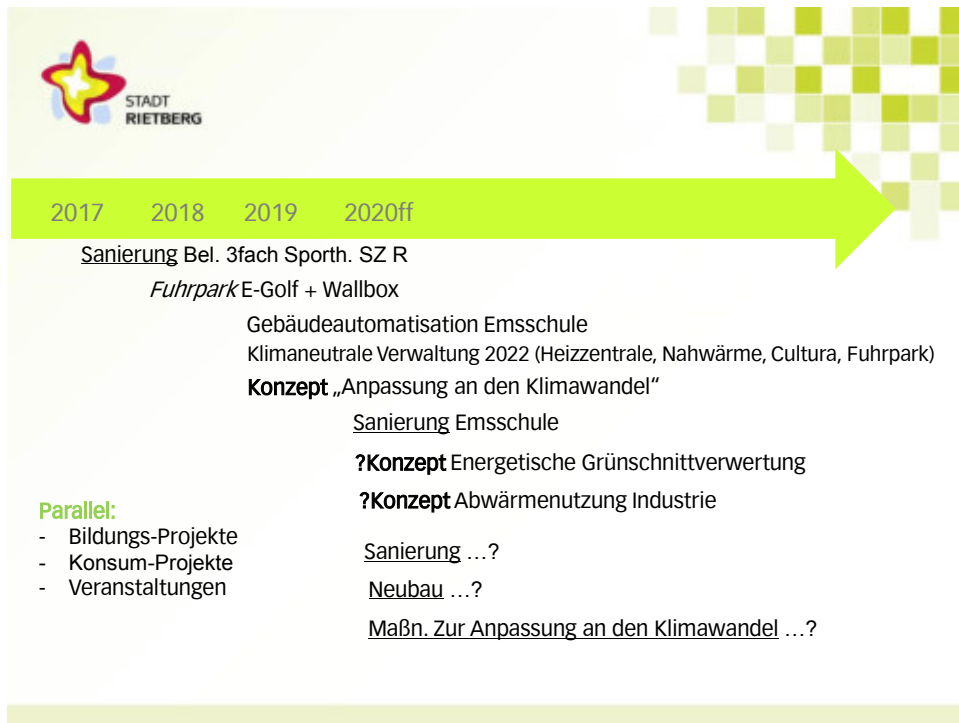 STADT
RIETBERG
2017 2018 2019 2020ff
Sanierung Bel. 3fach Sporth. SZ R
Fuhrpark E-Golf + Wallbox
Gebäudeautomatisation Emsschule
Klimaneutrale Verwaltung 2022 (Heizzentrale, Nahwärme, Cultura, Fuhrpark)
Konzept „Anpassung an den Klimawandel“
Sanierung Emsschule
?Konzept Energetische Grünschnittverwertung
?Konzept Abwärmenutzung Industrie
Parallel:
- Bildungs-Projekte
- Konsum-Projekte
- Veranstaltungen
Sanierung …?
Neubau …?
Maßn. Zur Anpassung an den Klimawandel …?